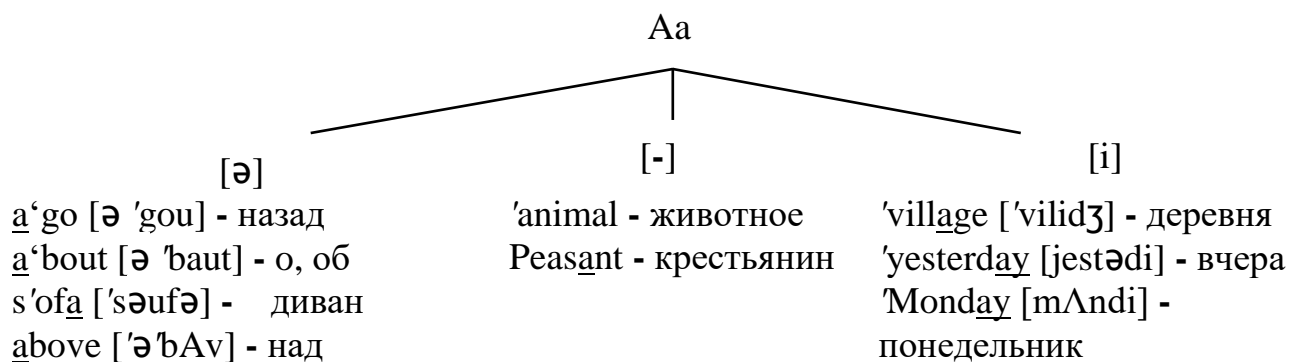 Aa
[ə] [-] [i]
a‘go [ə ′gou] - назад ′animal - животное ′village [′vilidʒ] - деревня
a‘bout [ə ′baut] - о, об Peasant - крестьянин ′yesterday [jestədi] - вчера
s′ofa [′səufə] - диван ′Monday [mΛndi] -
above [′ə′bAv] - над понедельник